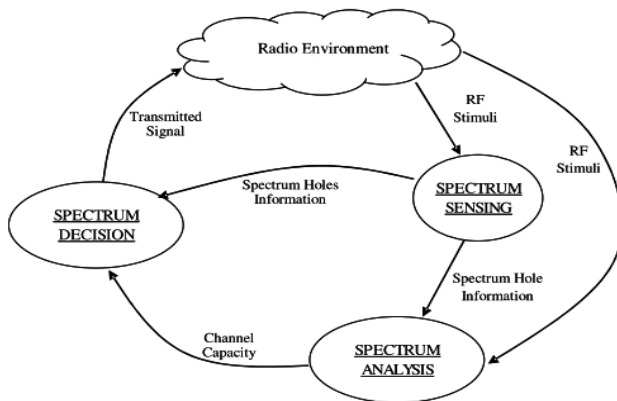 Radio Environment
RF
Stimuli
Transmitted
Signal
RF
Stimuli
Spectrum Holes
Information
SPECTRUM
SENSING
SPECTRUM
DECISION
Spectrum Hole
Information
Channel
Capacity
SPECTRUM
ANALYSIS